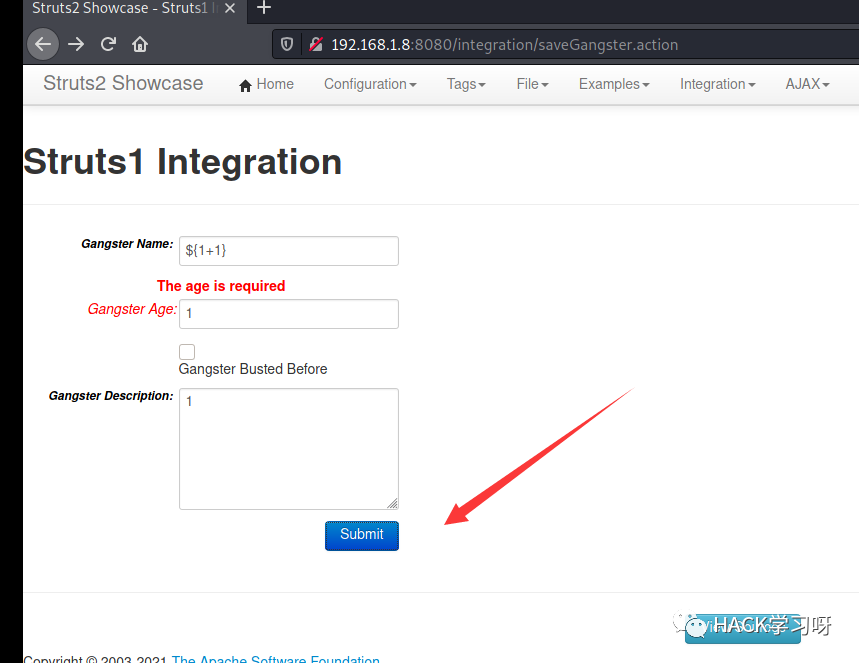 Struts2 Showcase - Struts1 I
192.168.1.8:8080/integration/saveGangster.action
Struts2 Showcase Home Configuration Tags File Examples Integration AJAX
Struts1 Integration
Gangster Name: ${1+1}
The age is required
Gangster Age: 1
Gangster Busted Before
Gangster Description: 1
Submit
HACK学习呀
Copyright © 2003-2021 The Apache Software Foundation